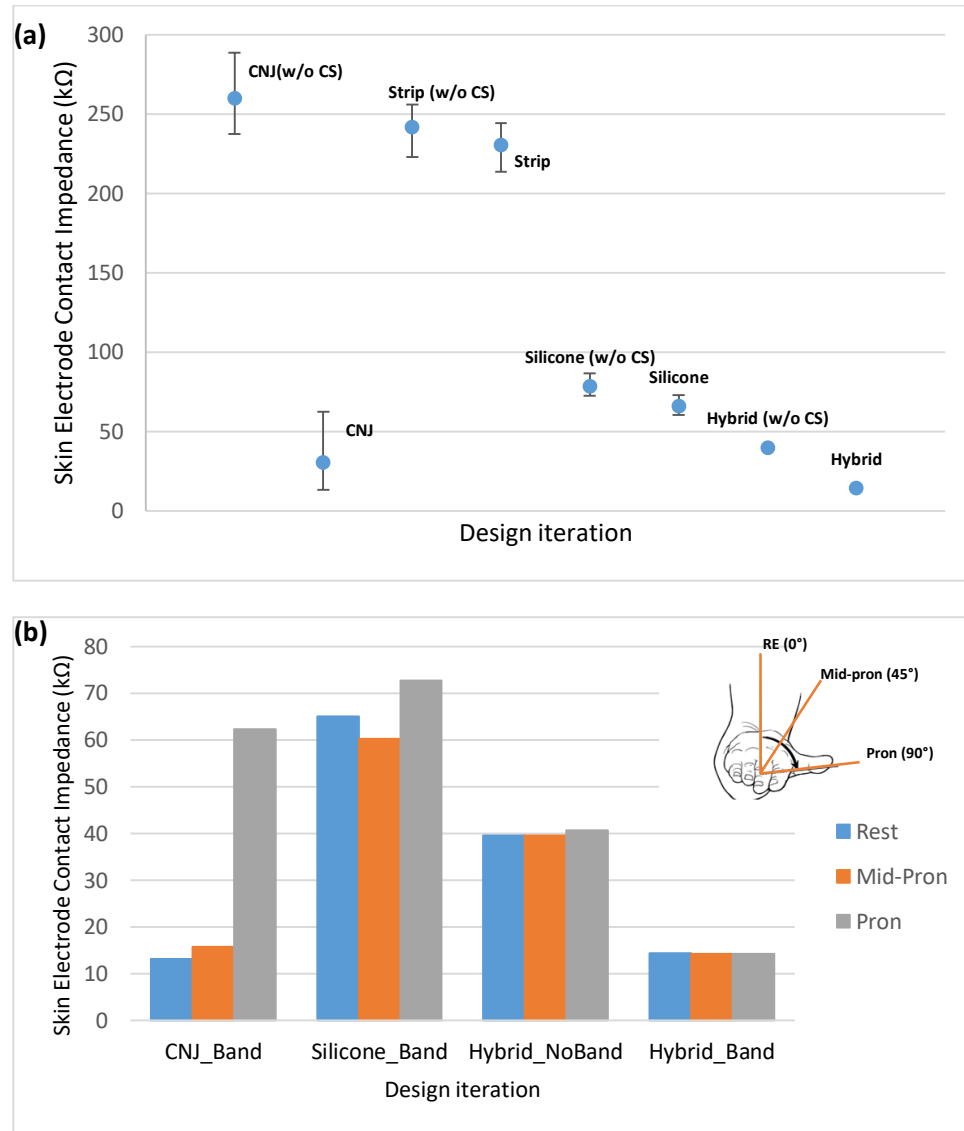 (a)
Skin Electrode Contact Impedance (kΩ)
300
250
200
150
100
50
0
CNJ(w/o CS)
Strip (w/o CS)
Strip
Silicone (w/o CS)
Silicone
Hybrid (w/o CS)
CNJ
Hybrid
Design iteration
(b)
Skin Electrode Contact Impedance (kΩ)
80
70
60
50
40
30
20
10
0
RE (0°)
Mid-pron (45°)
Pron (90°)
Rest
Mid-Pron
Pron
CNJ_Band
Silicone_Band
Hybrid_NoBand
Hybrid_Band
Design iteration